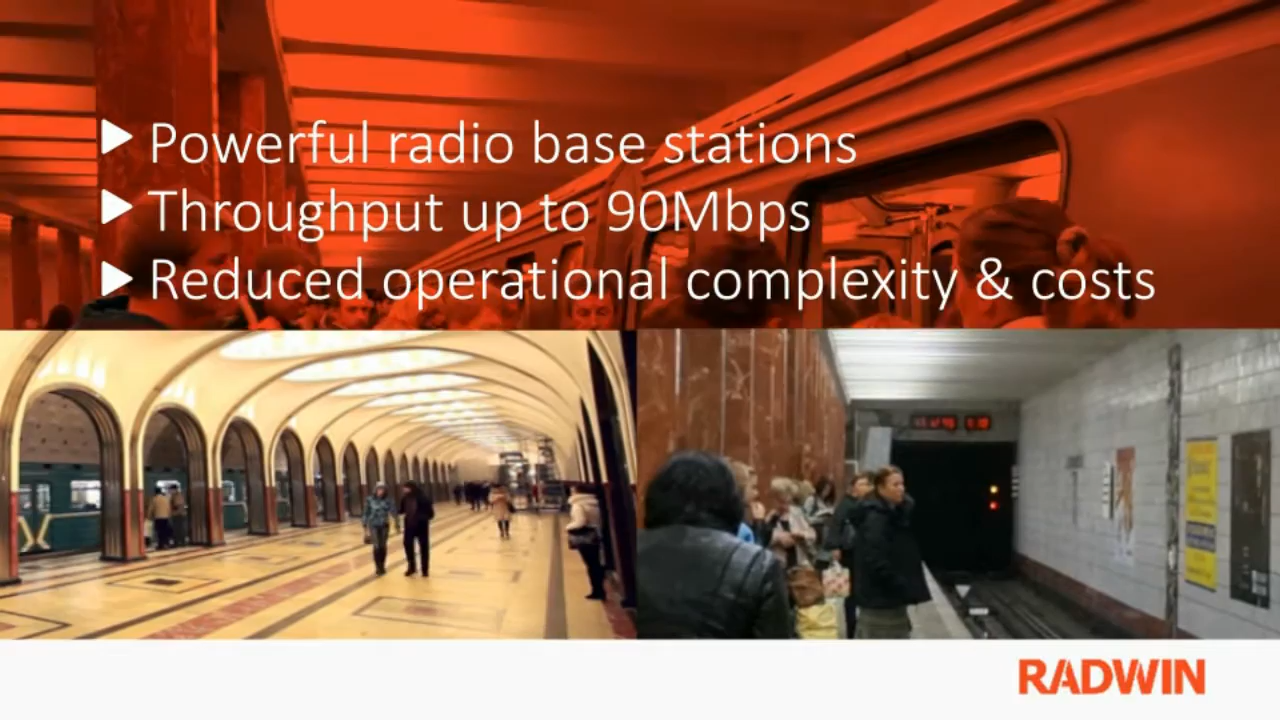 Powerful radio base stations
Throughput up to 90Mbps
Reduced operational complexity & costs
RADWIN